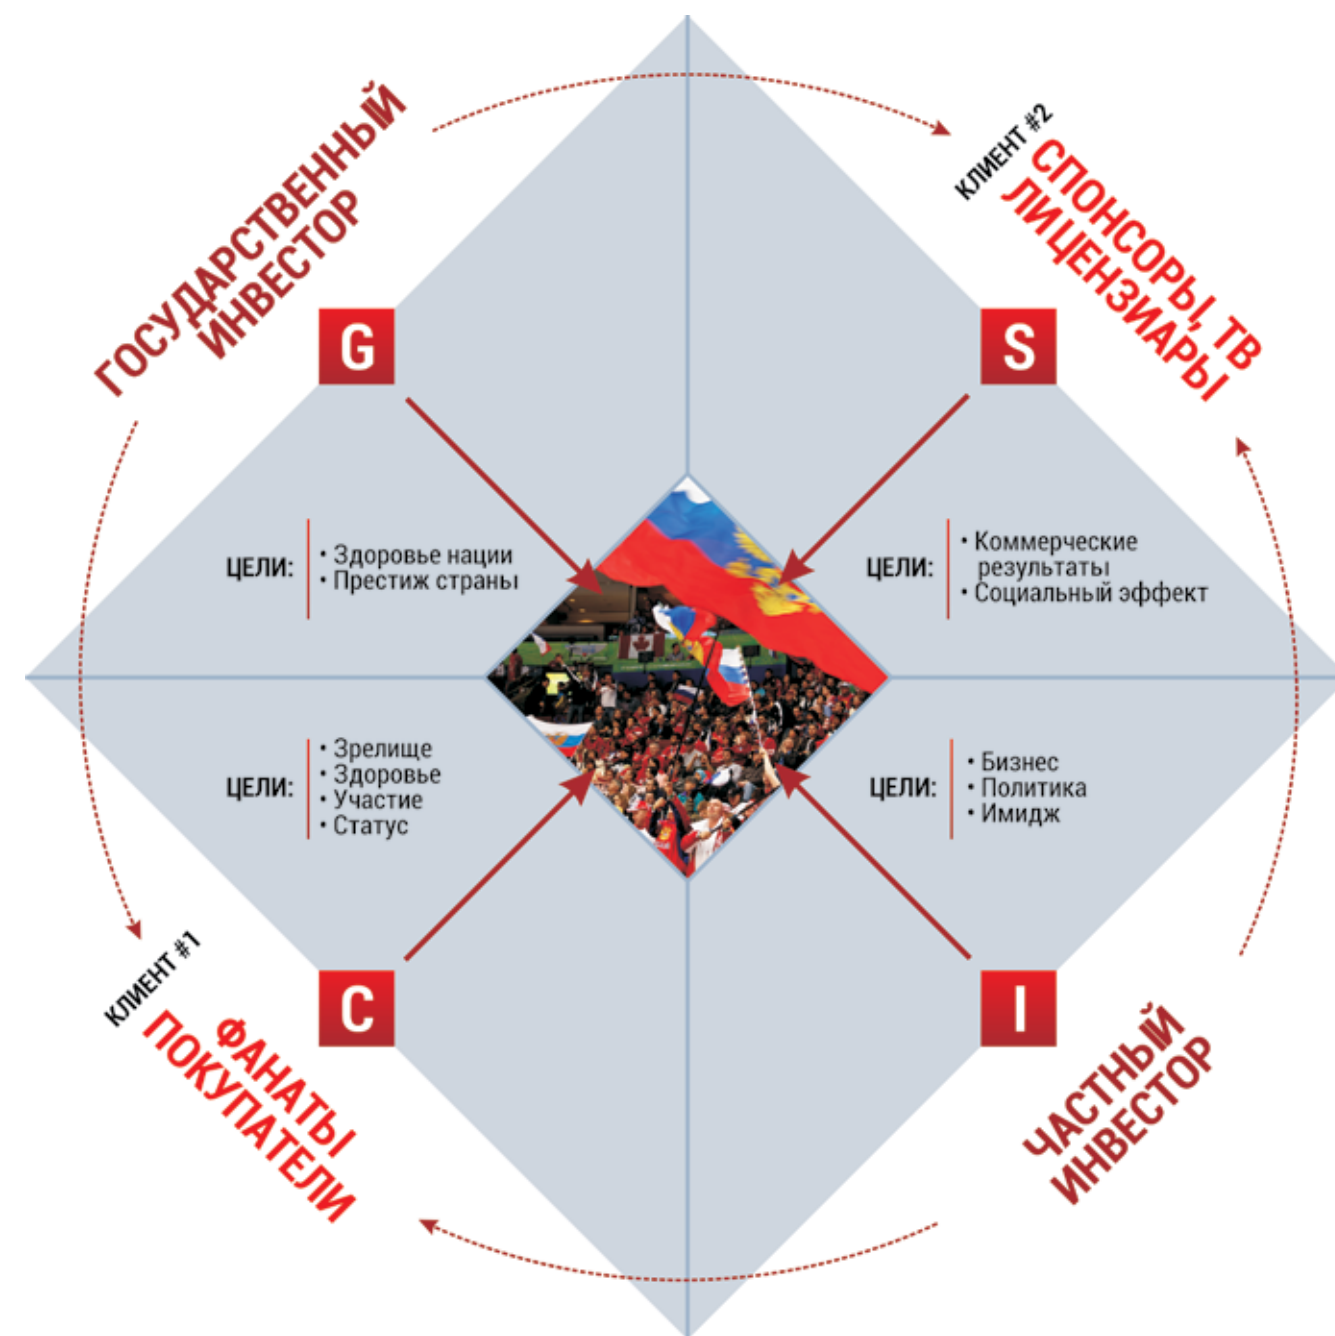 ГОСУДАРСТВЕННЫЙ
ИНВЕСТОР
G
ЦЕЛИ:
• Здоровье нации
• Престиж страны
КЛИЕНТ #2
СПОНСОРЫ, ТВ
ЛИЦЕНЗИАРЫ
S
ЦЕЛИ:
• Коммерческие
результаты
• Социальный эффект
ЦЕЛИ:
• Зрелище
• Здоровье
• Участие
• Статус
C
КЛИЕНТ #1
ФАНАТЫ
ПОКУПАТЕЛИ
ЦЕЛИ:
• Бизнес
• Политика
• Имидж
I
ЧАСТНЫЙ
ИНВЕСТОР